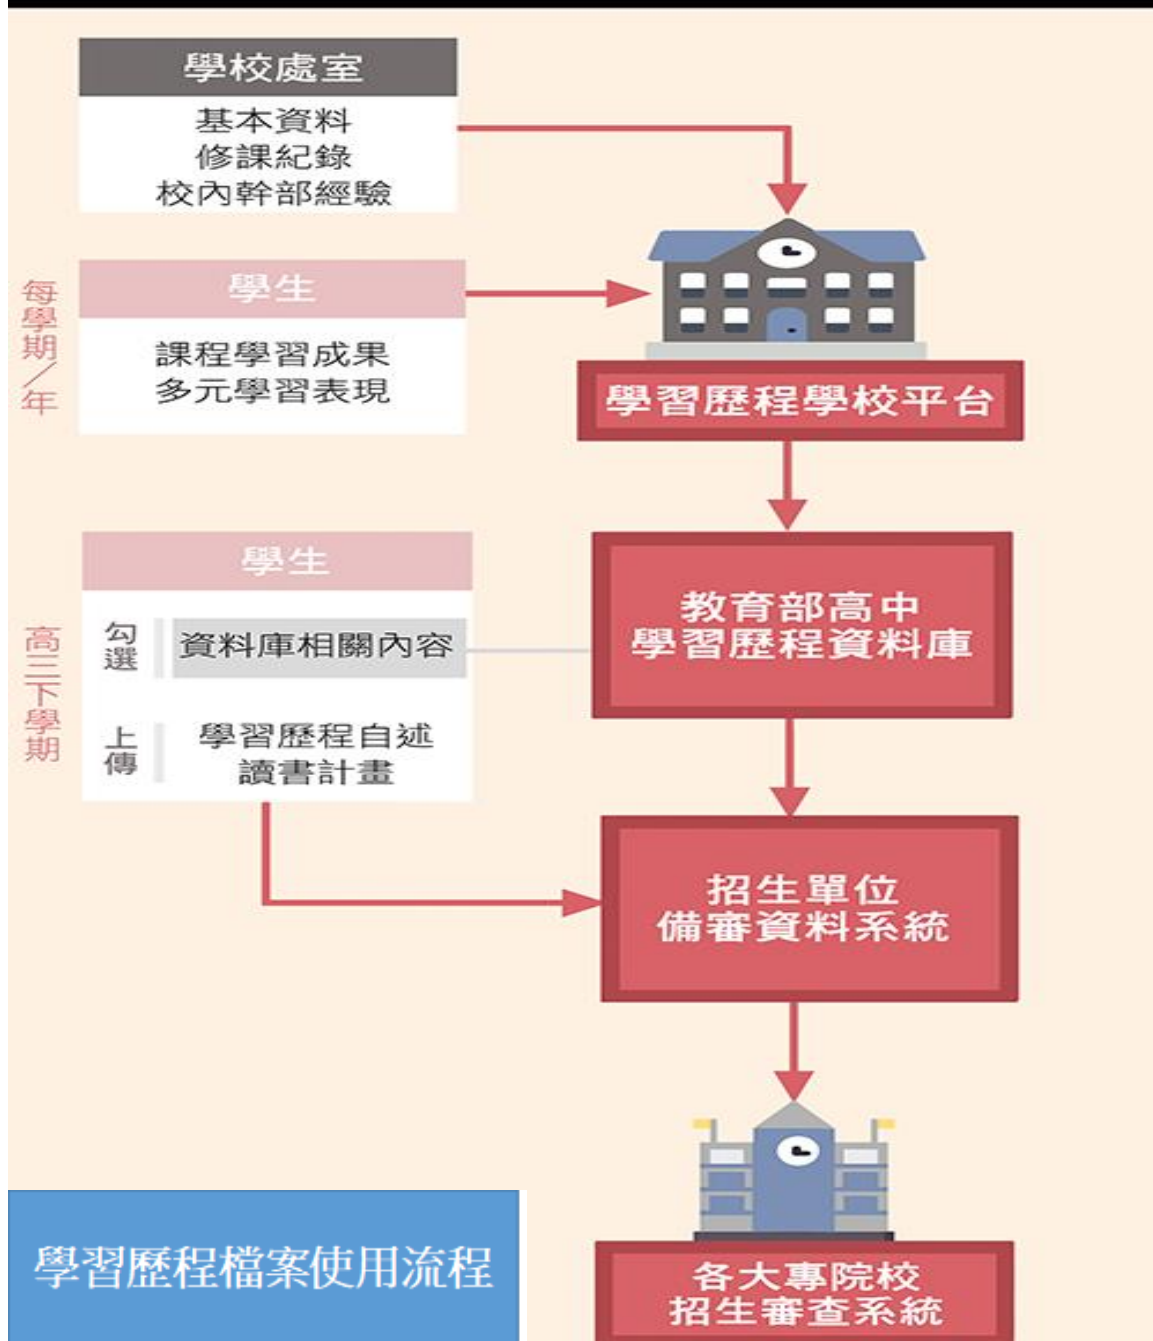 學校處室
基本資料
修課紀錄
校內幹部經驗
每學期／年
學生
課程學習成果
多元學習表現
學習歷程學校平台
高三下學期
學生
勾選
資料庫相關內容
上傳
學習歷程自述
讀書計畫
教育部高中
學習歷程資料庫
招生單位
備審資料系統
各大專院校
招生審查系統
學習歷程檔案使用流程